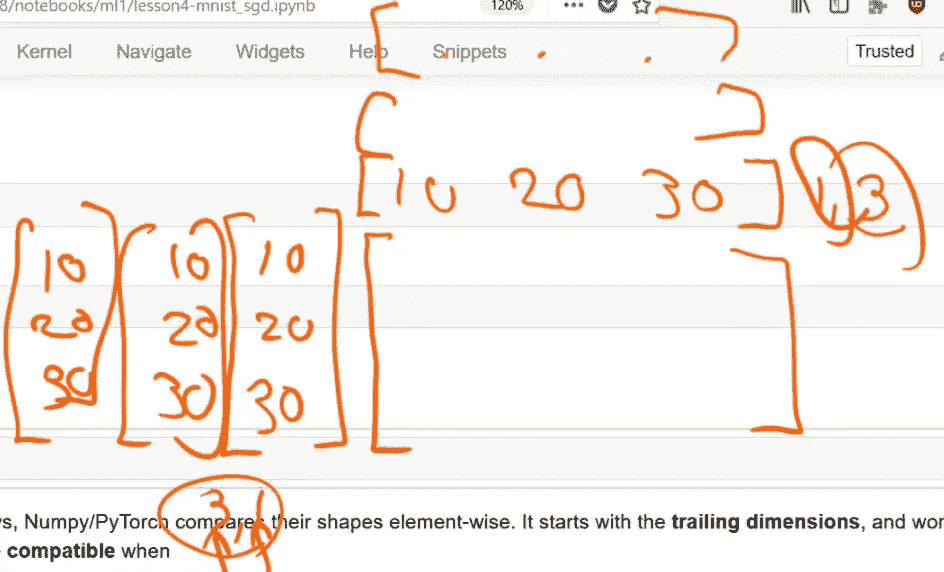 8/notebooks/ml1/lesson4-mnist_sgd.ipynb 120%
Kernel Navigate Widgets Help Snippets Trusted
[10 20 30] 1,3
[10 [10 [10
20 20 20
30] 30] 30]
3,1
ys, Numpy/PyTorch compares their shapes element-wise. It starts with the trailing dimensions, and wor
compatible when